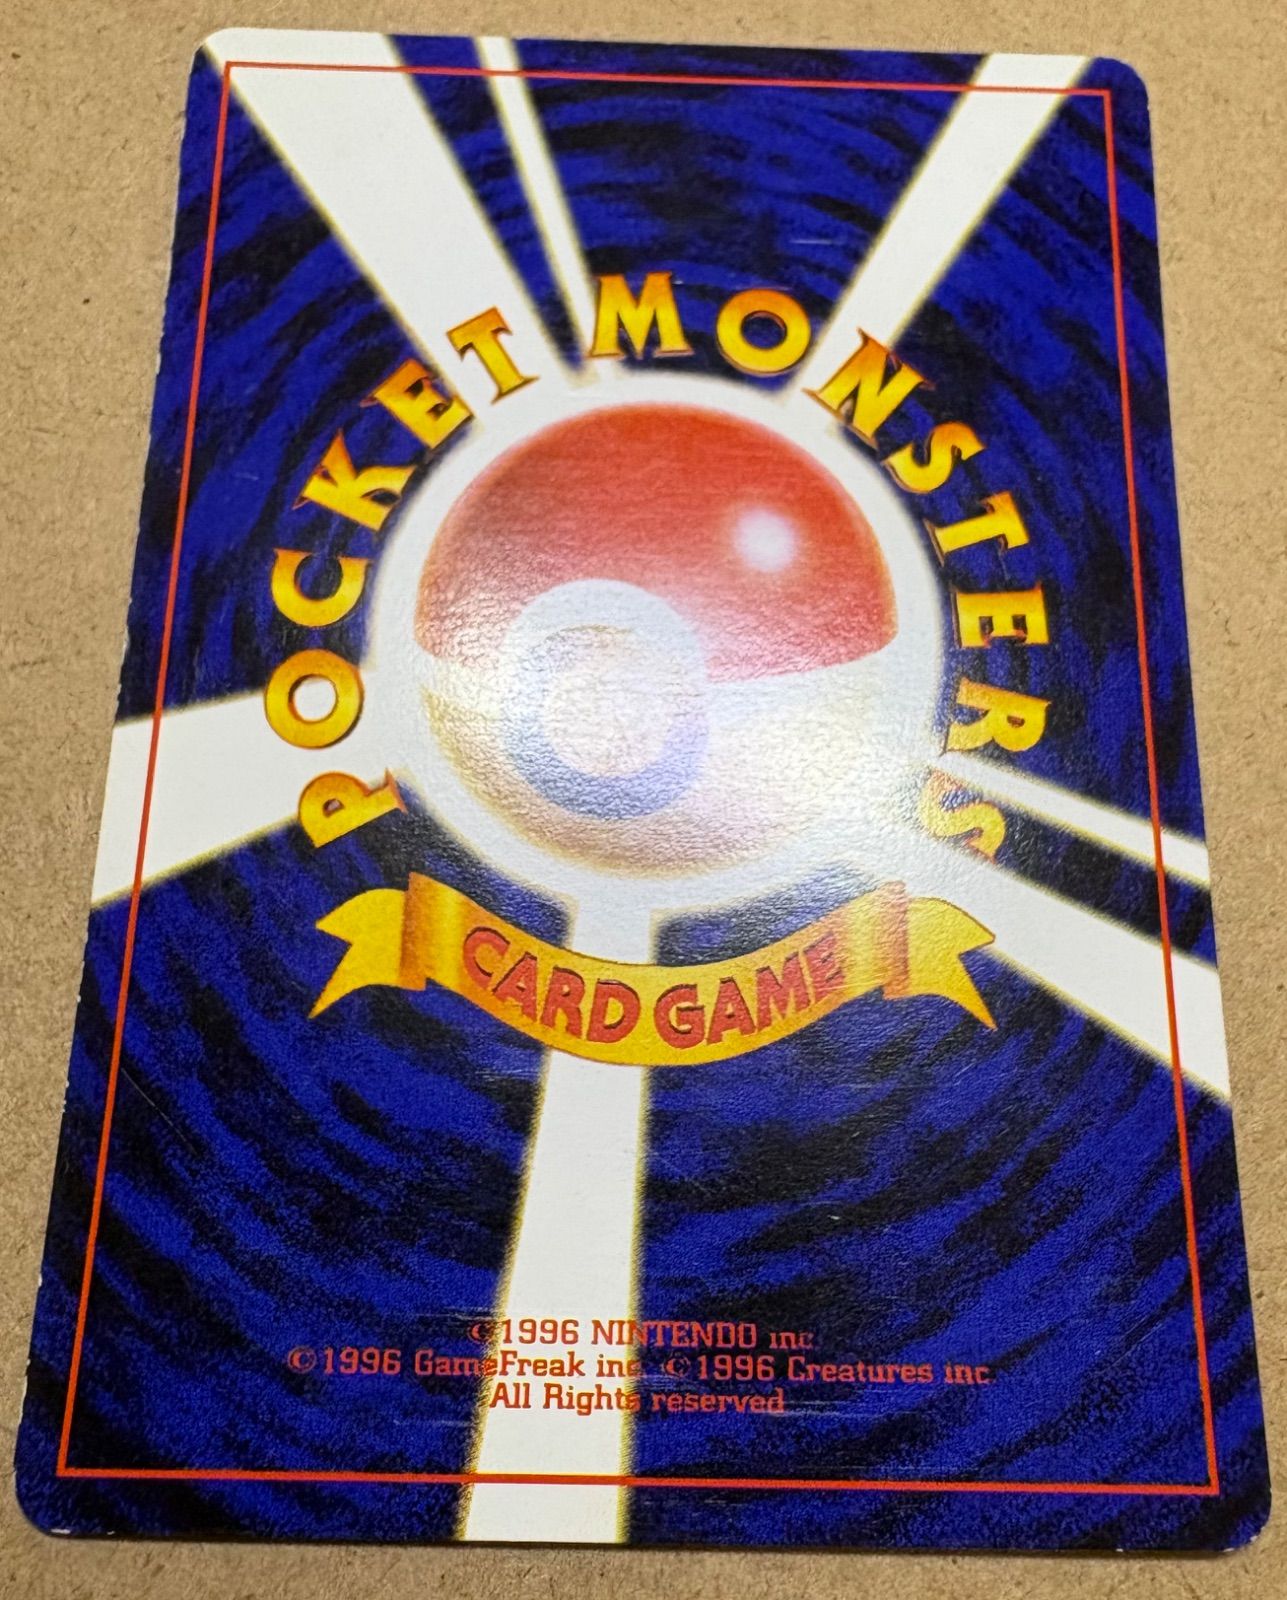 POCKET MONSTERS
CARD GAME
©1996 NINTENDO inc.
©1996 GameFreak inc. ©1996 Creatures inc.
All Rights reserved